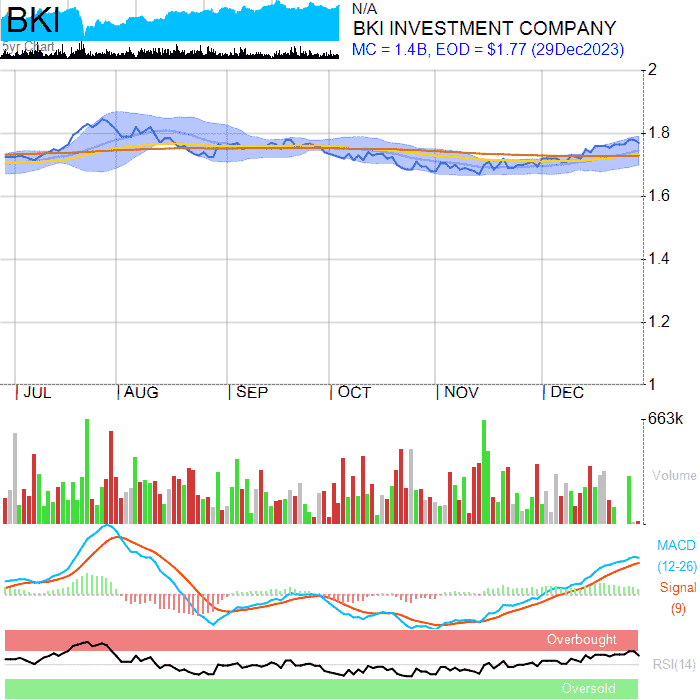 BKI
5yr Chart
N/A
BKI INVESTMENT COMPANY
MC = 1.4B, EOD = $1.77 (29Dec2023)
2
1.8
1.6
1.4
1.2
1
JUL AUG SEP OCT NOV DEC
663k
Volume
MACD
(12-26)
Signal
(9)
Overbought
RSI(14)
Oversold